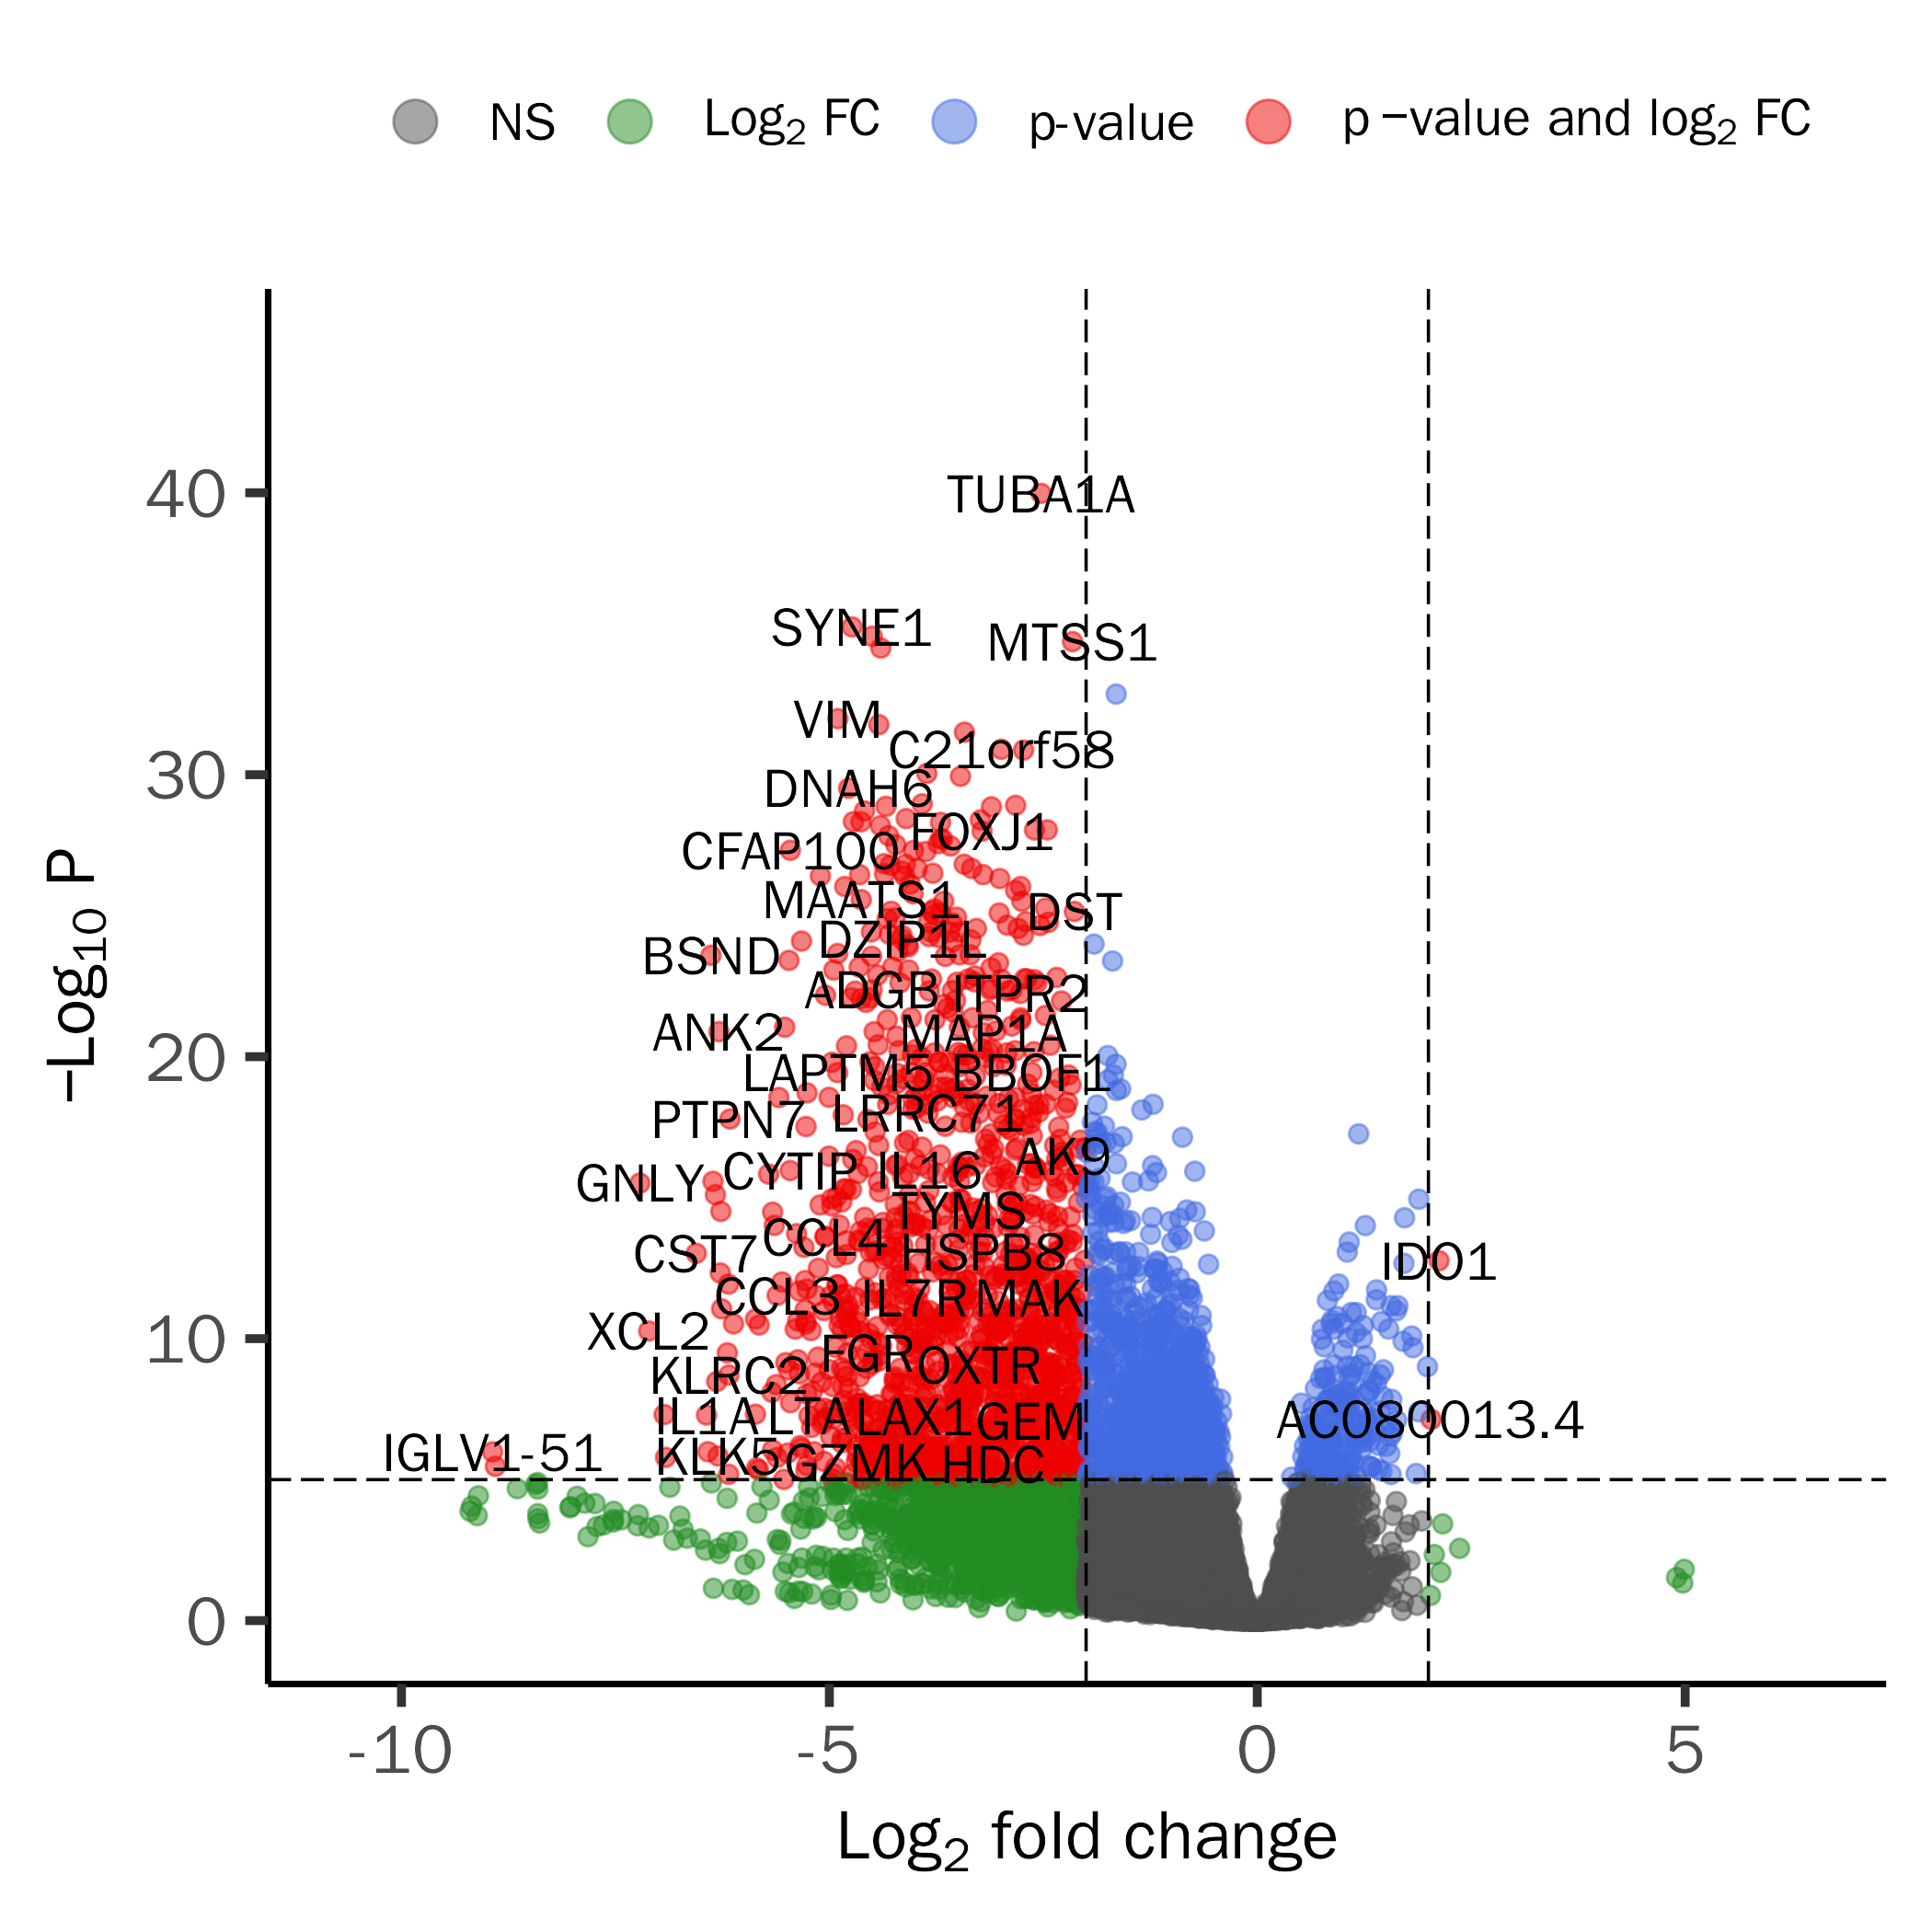 NS Log₂ FC p-value p −value and log₂ FC
−Log₁₀ P
40
30
20
10
0
TUBA1A
SYNE1
MTSS1
VIM
C21orf58
DNAH6
FOXJ1
CFAP100
MAATS1
DST
DZIP1L
BSND
ADGB ITPR2
ANK2 MAP1A
LAPTM5 BBOF1
PTPN7 LRRC71
AK9
GNLY CYTIP IL16
TYMS
CST7 CCL4 HSPB8
IDO1
CCL3 IL7R MAK
XCL2
FGR OXTR
KLRC2
IL1A LTA LAX1 GEM AC080013.4
IGLV1-51 KLK5 GZMK HDC
-10 -5 0 5
Log₂ fold change